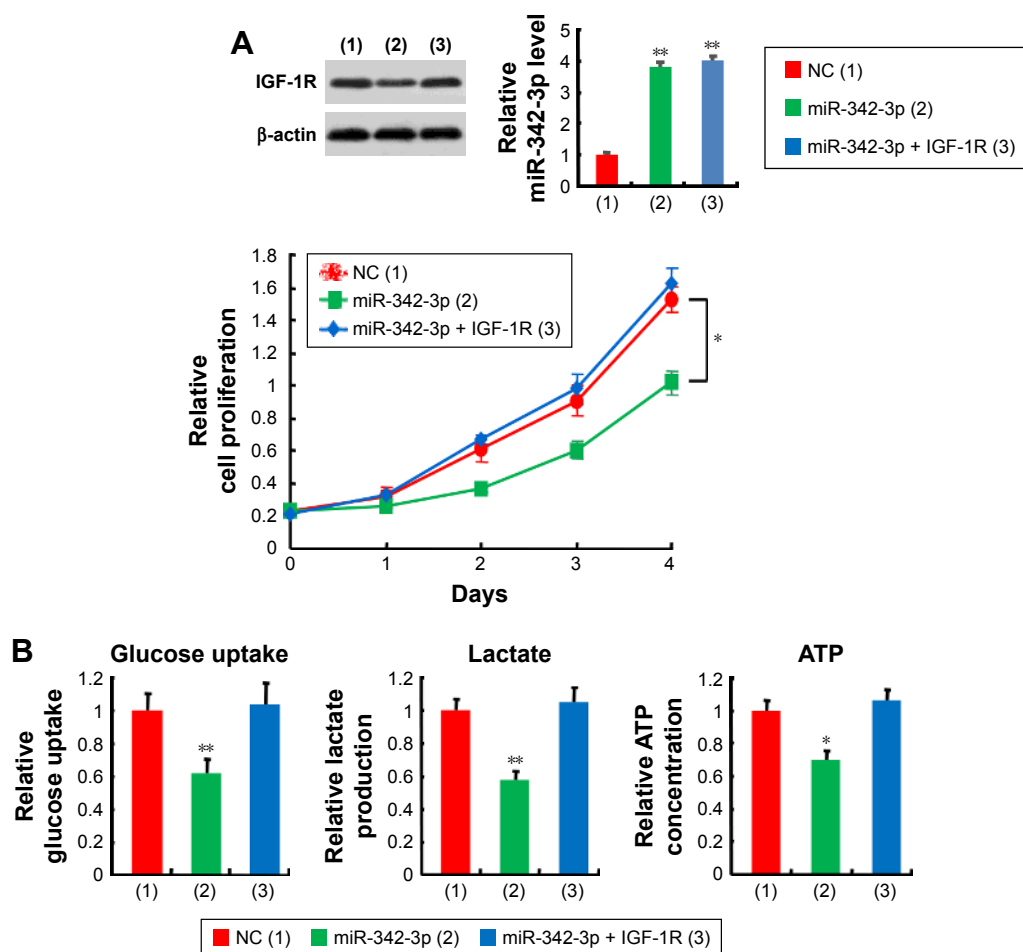 A
(1) (2) (3)
IGF-1R
β-actin
Relative
miR-342-3p level
5
4
3
2
1
0
**
**
(1) (2) (3)
NC (1)
miR-342-3p (2)
miR-342-3p + IGF-1R (3)
Relative
cell proliferation
1.8
1.6
1.4
1.2
1
0.8
0.6
0.4
0.2
0
NC (1)
miR-342-3p (2)
miR-342-3p + IGF-1R (3)
*
0 1 2 3 4
Days
B
Glucose uptake
Relative
glucose uptake
1.2
1
0.8
0.6
0.4
0.2
0
**
(1) (2) (3)
Lactate
Relative lactate
production
1.2
1
0.8
0.6
0.4
0.2
0
**
(1) (2) (3)
ATP
Relative ATP
concentration
1.2
1
0.8
0.6
0.4
0.2
0
*
(1) (2) (3)
NC (1) miR-342-3p (2) miR-342-3p + IGF-1R (3)